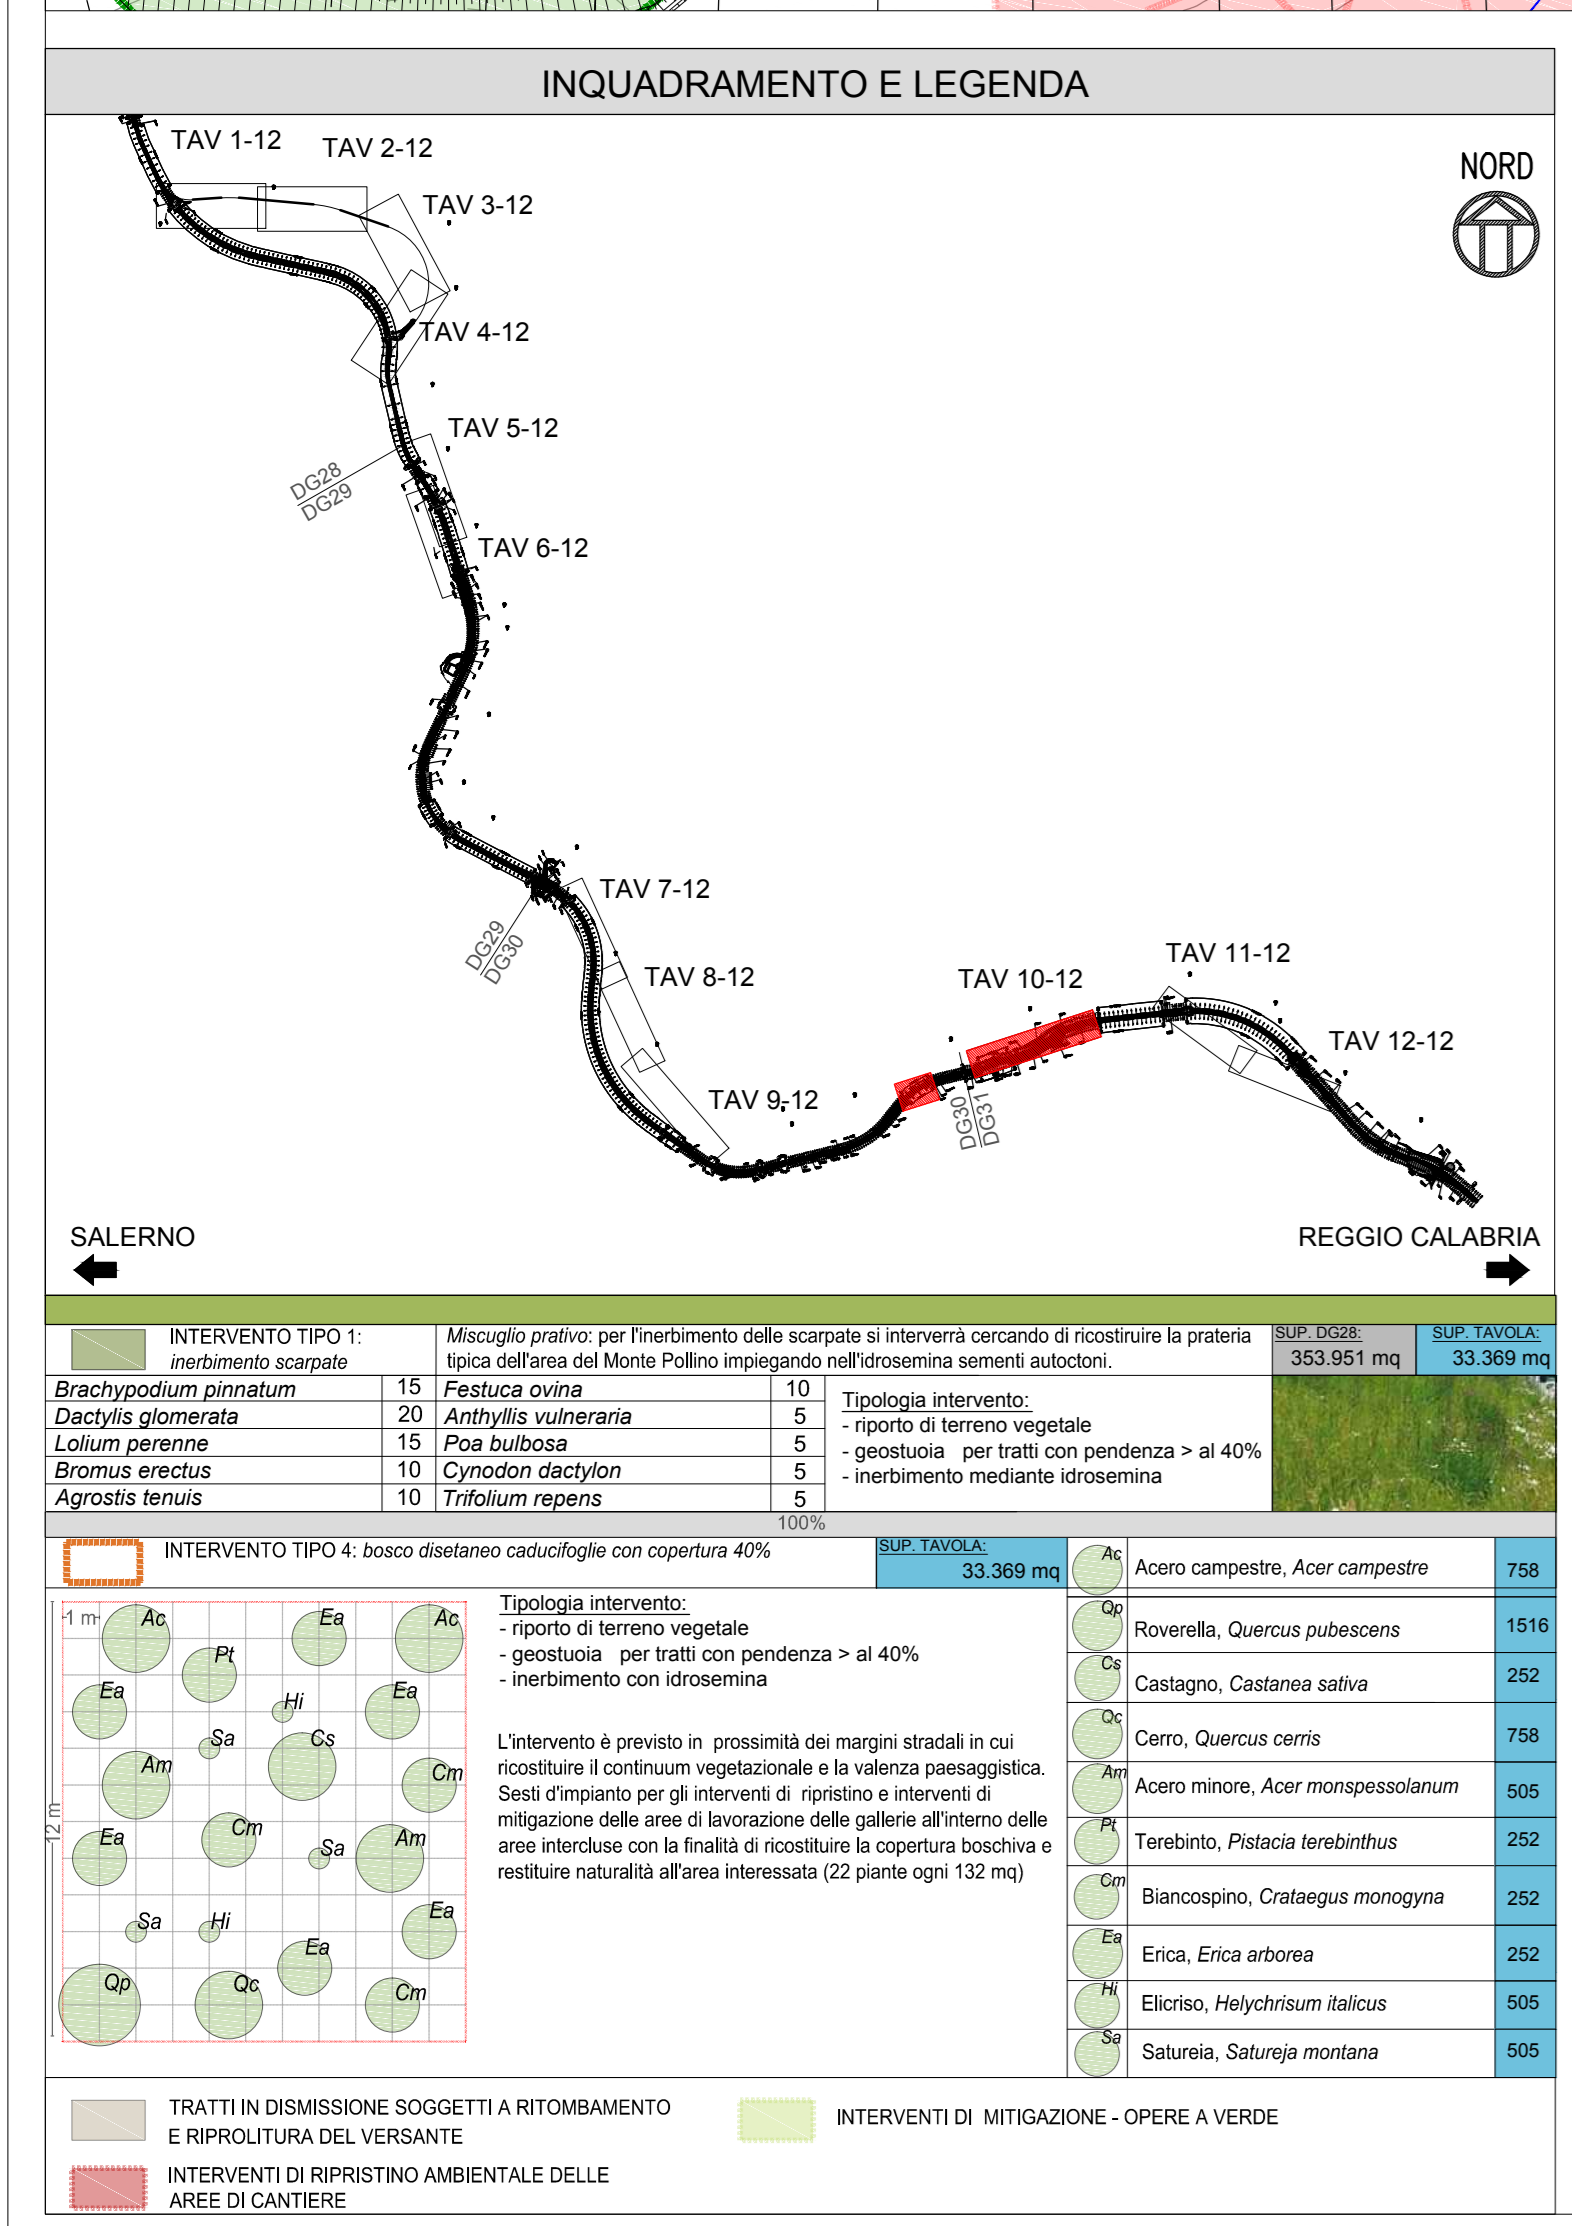 INQUADRAMENTO E LEGENDA
TAV 1-12
TAV 2-12
NORD
TAV 3-12
TAV 4-12
TAV 5-12
DG28
DG29
TAV 6-12
TAV 7-12
DG29
DG30
TAV 8-12
TAV 9-12
TAV 10-12
TAV 11-12
TAV 12-12
DG30
DG31
SALERNO
REGGIO CALABRIA
INTERVENTO TIPO 1:
inerbimento scarpate
Miscuglio prativo: per l'inerbimento delle scarpate si interverrà cercando di ricostiruire la prateria
tipica dell'area del Monte Pollino impiegando nell'idrosemina sementi autoctoni.
SUP. DG28:
353.951 mq
SUP. TAVOLA:
33.369 mq
Brachypodium pinnatum 15 Festuca ovina 10
Dactylis glomerata 20 Anthyllis vulneraria 5
Lolium perenne 15 Poa bulbosa 5
Bromus erectus 10 Cynodon dactylon 5
Agrostis tenuis 10 Trifolium repens 5
Tipologia intervento:
- riporto di terreno vegetale
- geostuoia per tratti con pendenza > al 40%
- inerbimento mediante idrosemina
100%
INTERVENTO TIPO 4: bosco disetaneo caducifoglie con copertura 40%
SUP. TAVOLA:
33.369 mq
1 m
Ac Ea Ac
Pt
Ea Hi Ea
Sa Cs
Am Cm
12 m
Ea Cm Sa Am
Sa Hi Ea
Ea
Qp Qc Cm
Tipologia intervento:
- riporto di terreno vegetale
- geostuoia per tratti con pendenza > al 40%
- inerbimento con idrosemina
L'intervento è previsto in prossimità dei margini stradali in cui
ricostituire il continuum vegetazionale e la valenza paesaggistica.
Sesti d'impianto per gli interventi di ripristino e interventi di
mitigazione delle aree di lavorazione delle gallerie all'interno delle
aree intercluse con la finalità di ricostituire la copertura boschiva e
restituire naturalità all'area interessata (22 piante ogni 132 mq)
Ac Acero campestre, Acer campestre 758
Qp Roverella, Quercus pubescens 1516
Cs Castagno, Castanea sativa 252
Qc Cerro, Quercus cerris 758
Am Acero minore, Acer monspessolanum 505
Pt Terebinto, Pistacia terebinthus 252
Cm Biancospino, Crataegus monogyna 252
Ea Erica, Erica arborea 252
Hi Elicriso, Helychrisum italicus 505
Sa Satureia, Satureja montana 505
TRATTI IN DISMISSIONE SOGGETTI A RITOMBAMENTO
E RIPROLITURA DEL VERSANTE
INTERVENTI DI MITIGAZIONE - OPERE A VERDE
INTERVENTI DI RIPRISTINO AMBIENTALE DELLE
AREE DI CANTIERE